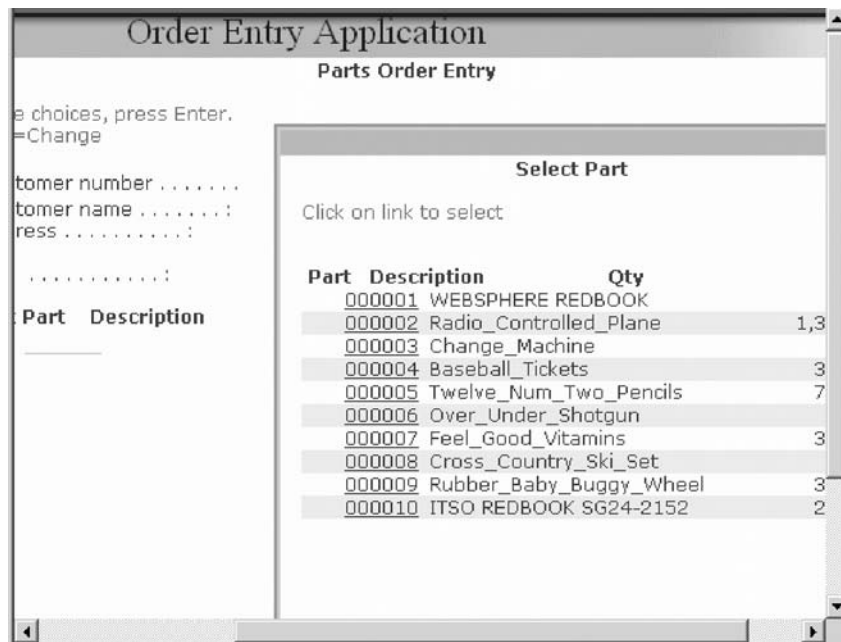 Order Entry Application
Parts Order Entry
e choices, press Enter.
=Change
tomer number . . . . . . .
tomer name . . . . . . . :
ress . . . . . . . . . . :
. . . . . . . . . . . :
Part Description
Select Part
Click on link to select
Part Description Qty
000001 WEBSPHERE REDBOOK
000002 Radio_Controlled_Plane 1,3
000003 Change_Machine
000004 Baseball_Tickets 3
000005 Twelve_Num_Two_Pencils 7
000006 Over_Under_Shotgun
000007 Feel_Good_Vitamins 3
000008 Cross_Country_Ski_Set
000009 Rubber_Baby_Buggy_Wheel 3
000010 ITSO REDBOOK SG24-2152 2